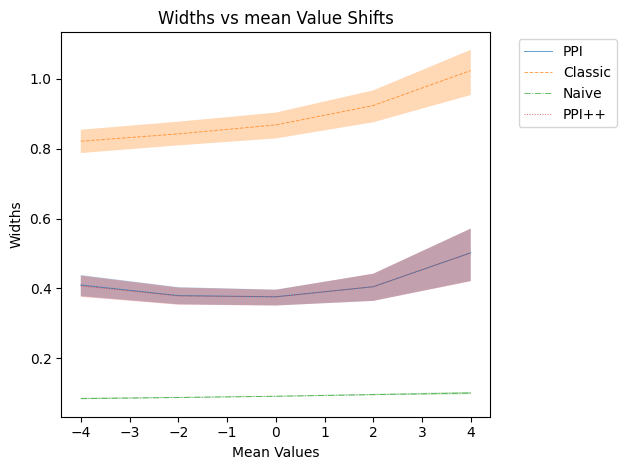 Widths vs mean Value Shifts
PPI
Classic
Naive
PPI++
Widths
1.0
0.8
0.6
0.4
0.2
−4 −3 −2 −1 0 1 2 3 4
Mean Values